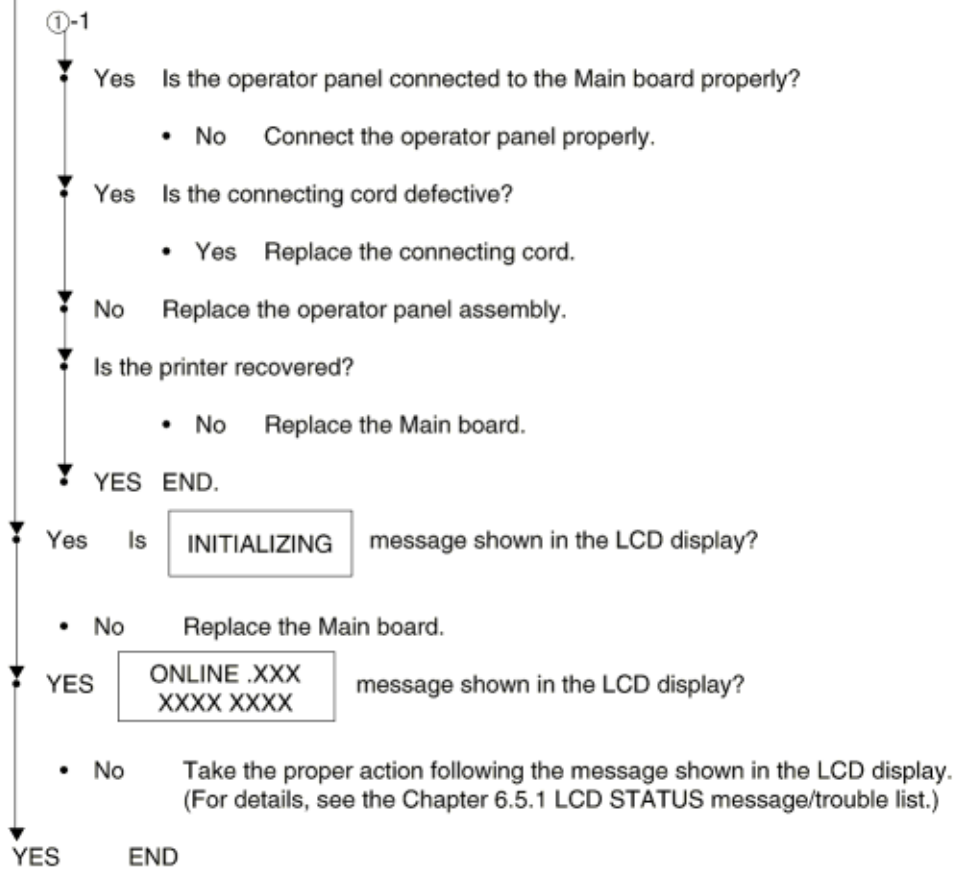 ①-1
Yes Is the operator panel connected to the Main board properly?
• No Connect the operator panel properly.
Yes Is the connecting cord defective?
• Yes Replace the connecting cord.
No Replace the operator panel assembly.
Is the printer recovered?
• No Replace the Main board.
YES END.
Yes Is INITIALIZING message shown in the LCD display?
• No Replace the Main board.
YES ONLINE .XXX
XXXX XXXX message shown in the LCD display?
• No Take the proper action following the message shown in the LCD display.
(For details, see the Chapter 6.5.1 LCD STATUS message/trouble list.)
YES END